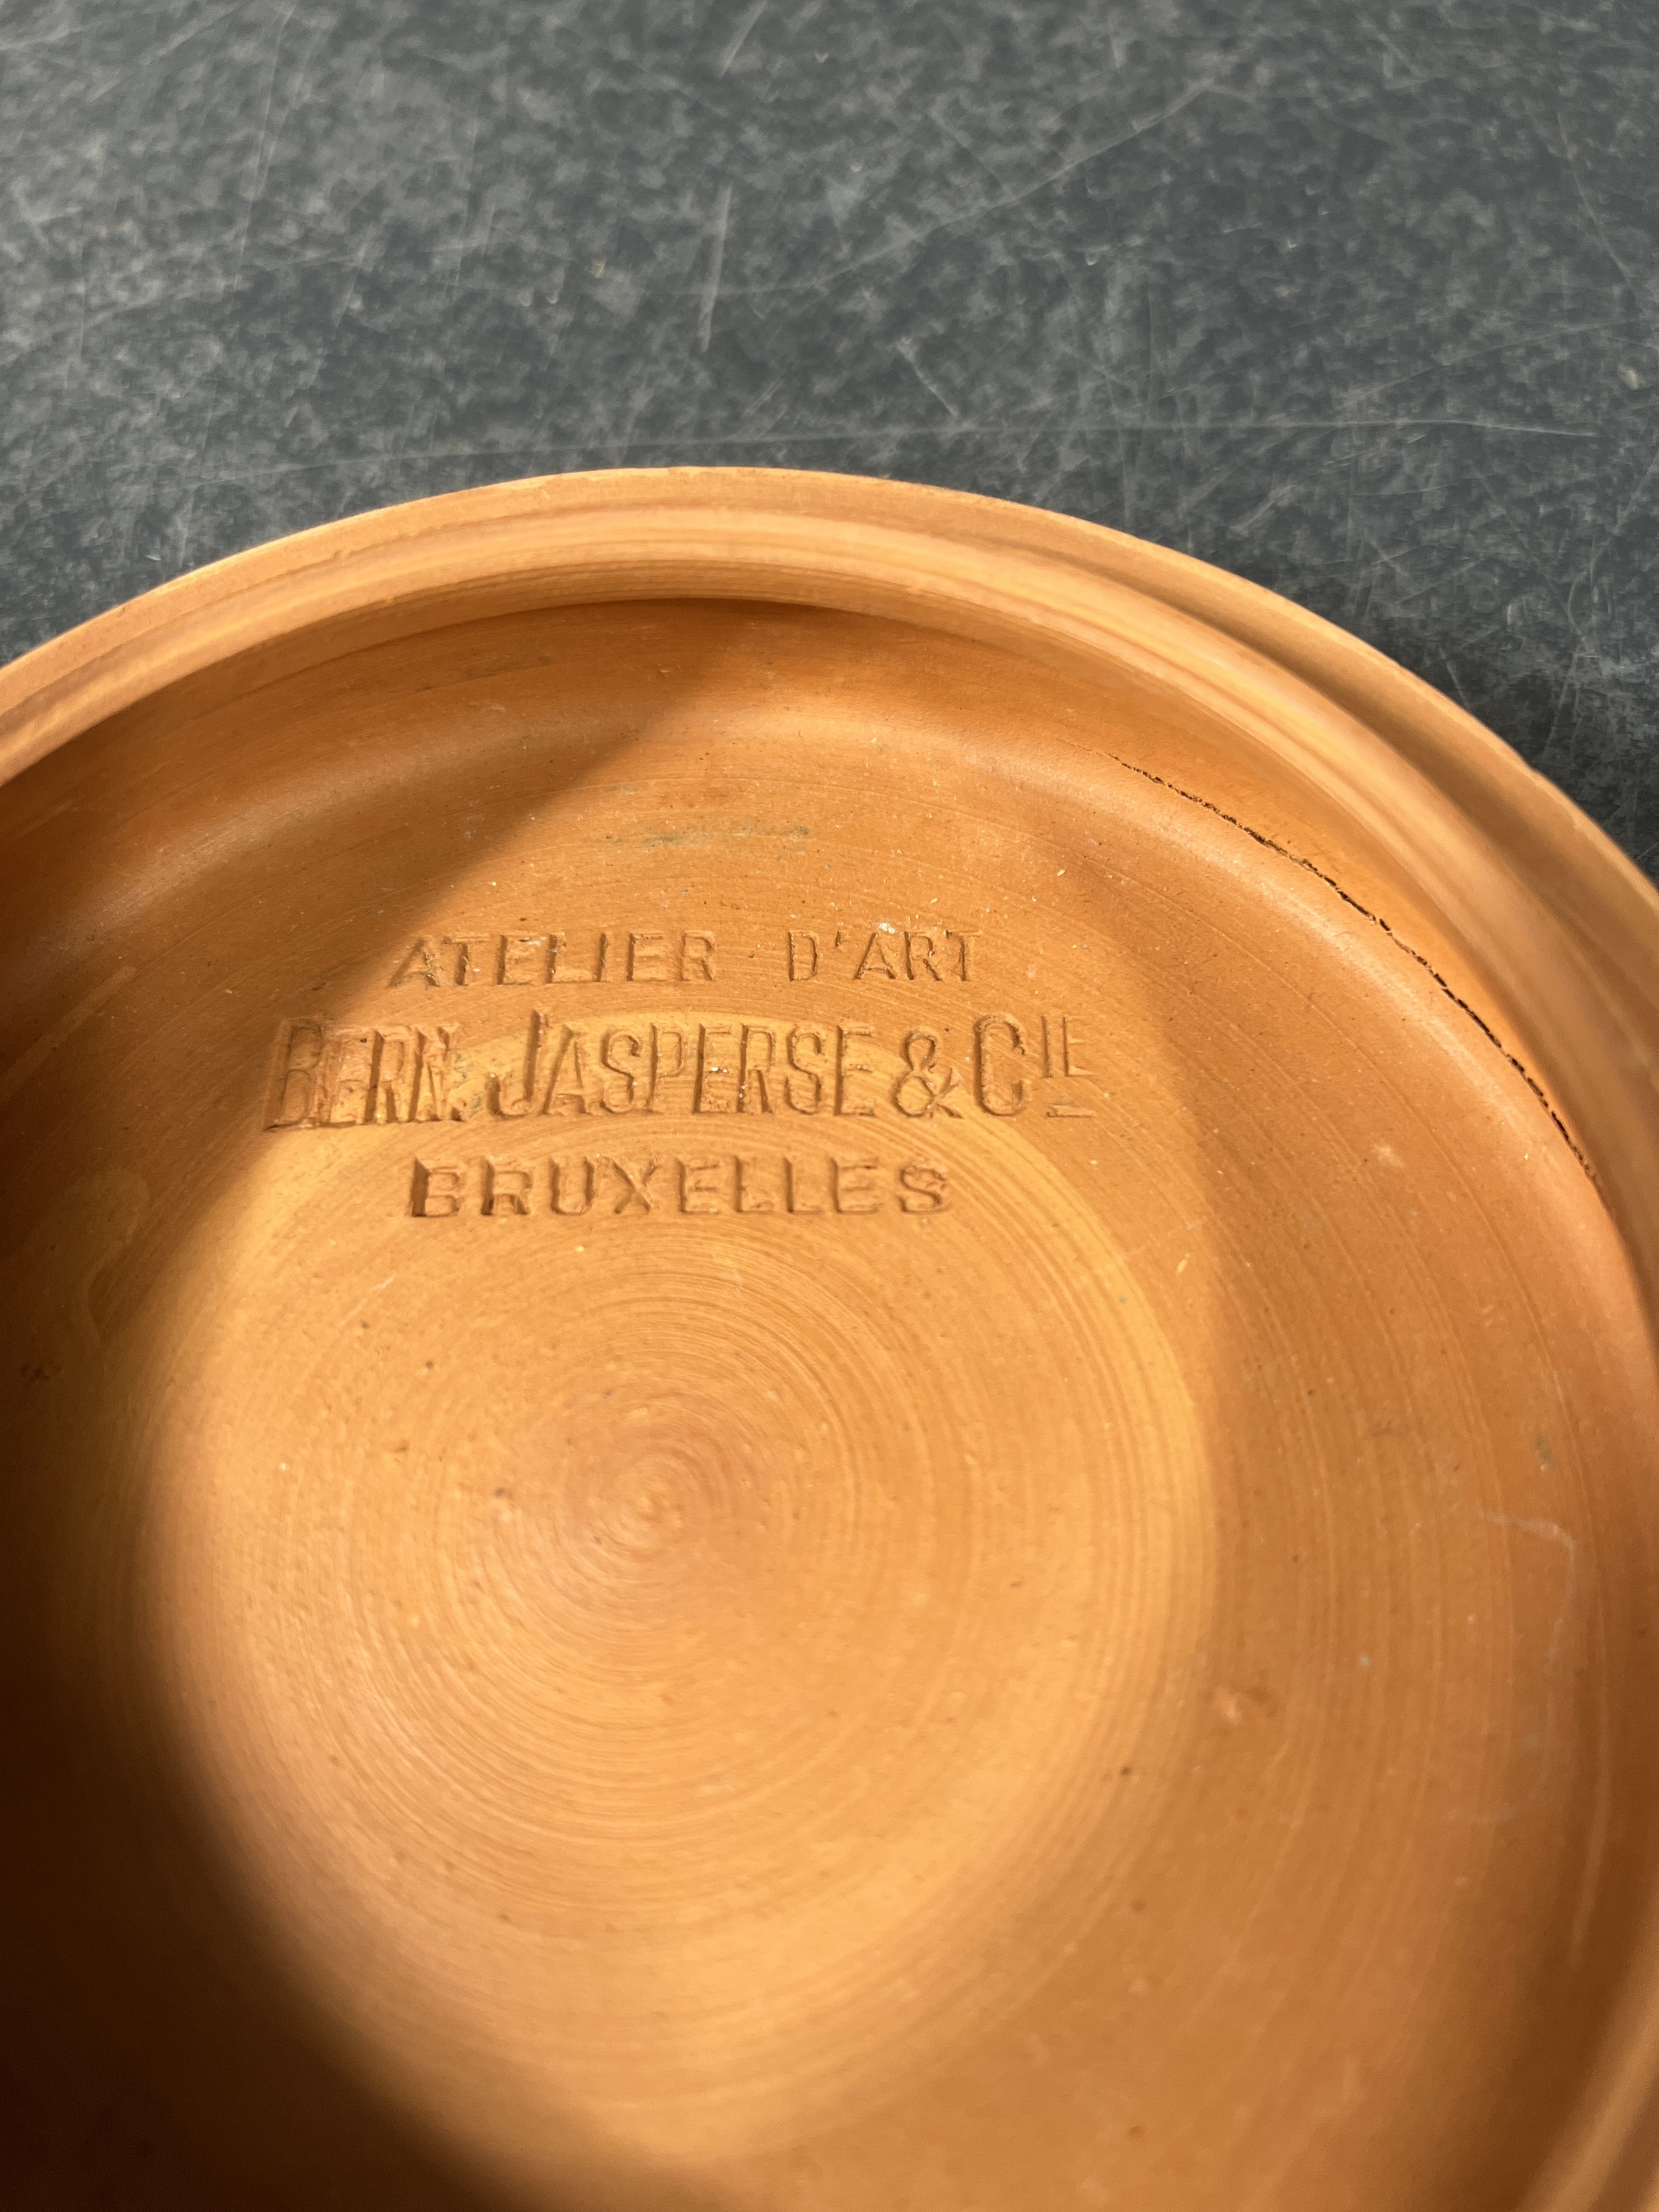 ATELIER D'ART
BERN. JASPERSE & CIE
BRUXELLES